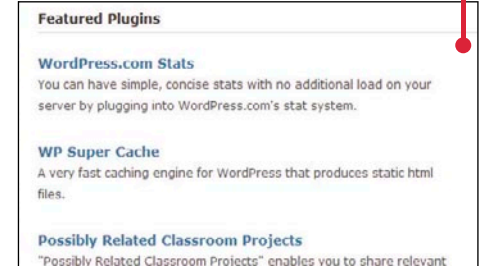 Featured Plugins
WordPress.com Stats
You can have simple, concise stats with no additional load on your
server by plugging into WordPress.com's stat system.
WP Super Cache
A very fast caching engine for WordPress that produces static html
files.
Possibly Related Classroom Projects
"Possibly Related Classroom Projects" enables you to share relevant